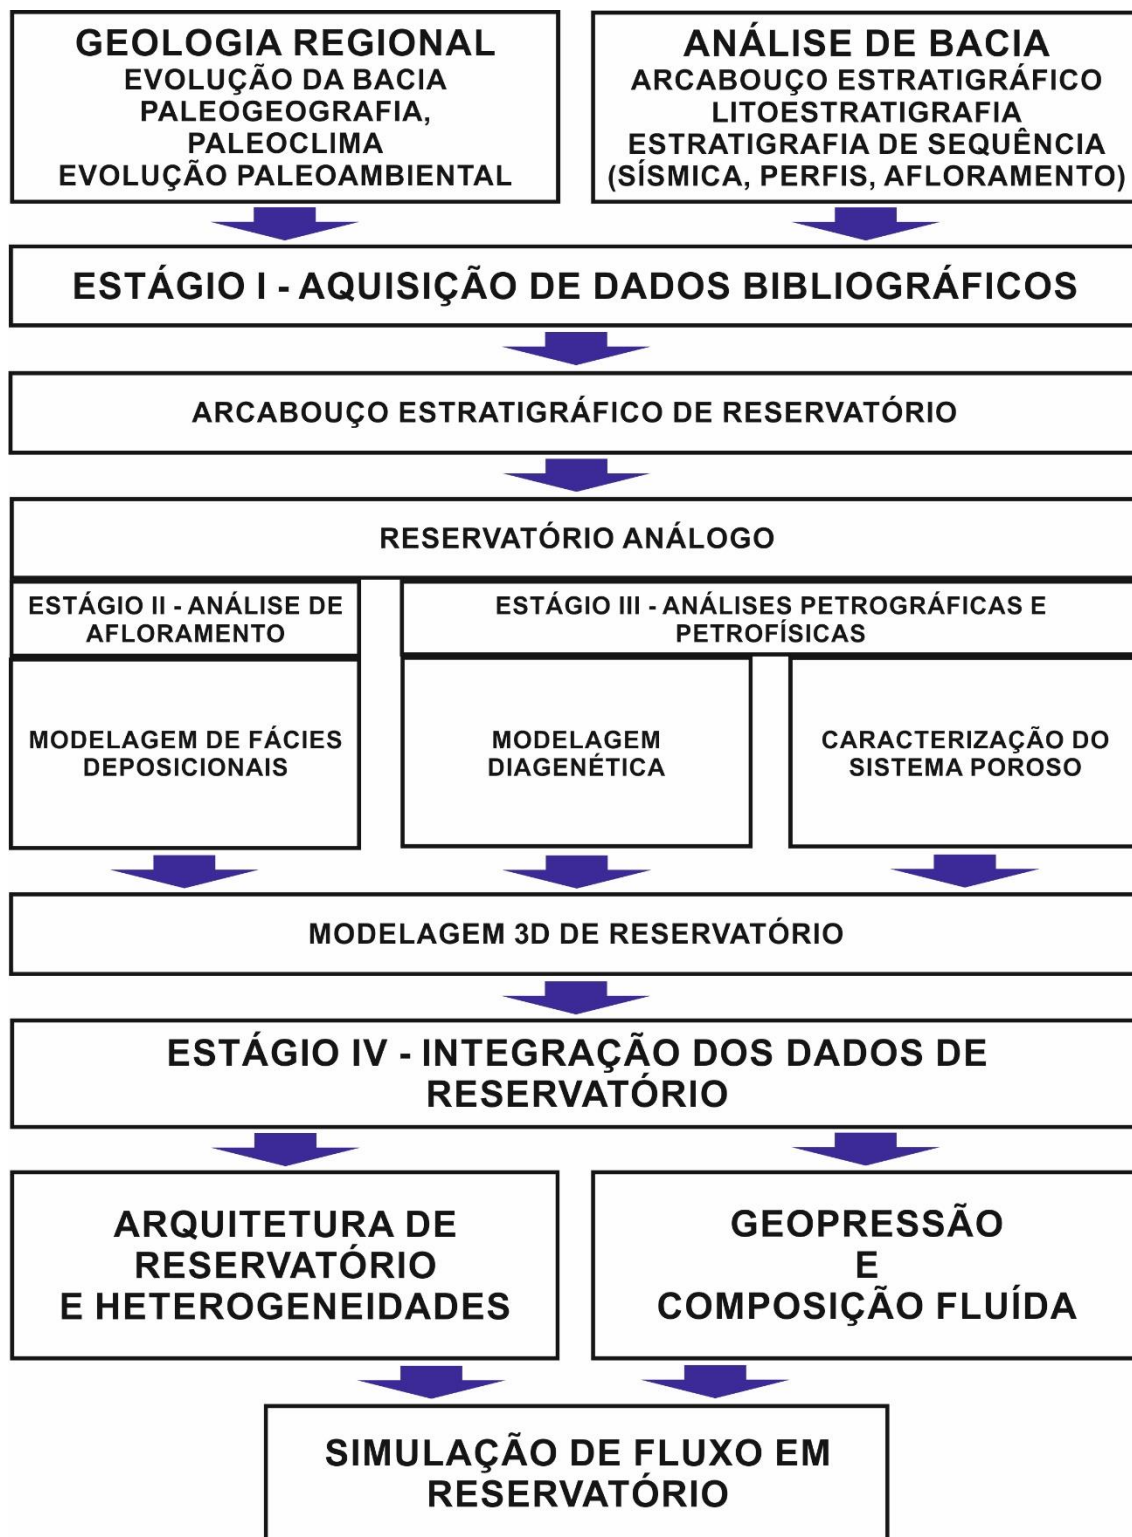 GEOLOGIA REGIONAL
EVOLUÇÃO DA BACIA
PALEOGEOGRAFIA,
PALEOCLIMA
EVOLUÇÃO PALEOAMBIENTAL
ANÁLISE DE BACIA
ARCABOUÇO ESTRATIGRÁFICO
LITOESTRATIGRAFIA
ESTRATIGRAFIA DE SEQUÊNCIA
(SÍSMICA, PERFIS, AFLORAMENTO)
ESTÁGIO I - AQUISIÇÃO DE DADOS BIBLIOGRÁFICOS
ARCABOUÇO ESTRATIGRÁFICO DE RESERVATÓRIO
RESERVATÓRIO ANÁLOGO
ESTÁGIO II - ANÁLISE DE
AFLORAMENTO
ESTÁGIO III - ANÁLISES PETROGRÁFICAS E
PETROFÍSICAS
MODELAGEM DE FÁCIES
DEPOSICIONAIS
MODELAGEM
DIAGENÉTICA
CARACTERIZAÇÃO DO
SISTEMA POROSO
MODELAGEM 3D DE RESERVATÓRIO
ESTÁGIO IV - INTEGRAÇÃO DOS DADOS DE
RESERVATÓRIO
ARQUITETURA DE
RESERVATÓRIO
E HETEROGENEIDADES
GEOPRESSÃO
E
COMPOSIÇÃO FLUÍDA
SIMULAÇÃO DE FLUXO EM
RESERVATÓRIO